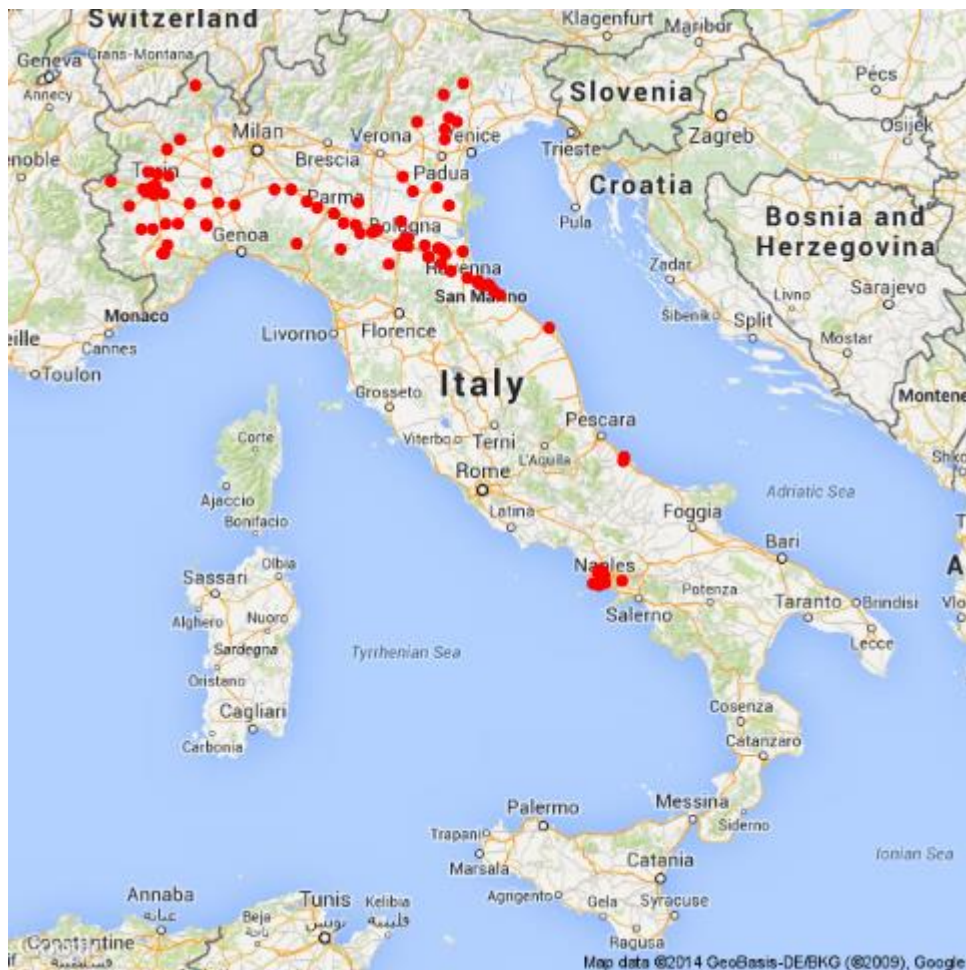 Switzerland
Klagenfurt
Maribor
Geneva
Crans-Montana
Annecy
Slovenia
Pécs
Milan
Verona
Venice
Zagreb
Osijek
Brescia
Trieste
Padua
Croatia
Parma
Pula
Bosnia and
Herzegovina
Bologna
Genoa
Ravenna
Zadar
Livno
Sarajevo
Monaco
San Marino
Šibenik
Split
Livorno
Florence
Mostar
Cannes
Toulon
Italy
Grosseto
Pescara
Corte
Viterbo
Terni
L'Aquila
Rome
Ajaccio
Adriatic Sea
Latina
Foggia
Bonifacio
Bari
Olbia
Naples
Sassari
Potenza
Taranto
Brindisi
Alghero
Nuoro
Salerno
Lecce
Sardegna
Tyrrhenian Sea
Oristano
Cagliari
Cosenza
Carbonia
Catanzaro
Palermo
Messina
Siderno
Trapani
Marsala
Catania
Ionian Sea
Annaba
عنابة
Tunis
تونس
Kelibia
قليبية
Agrigento
Gela
Syracuse
Beja
باجة
Constantine
Ragusa
Map data ©2014 GeoBasis-DE/BKG (©2009), Google